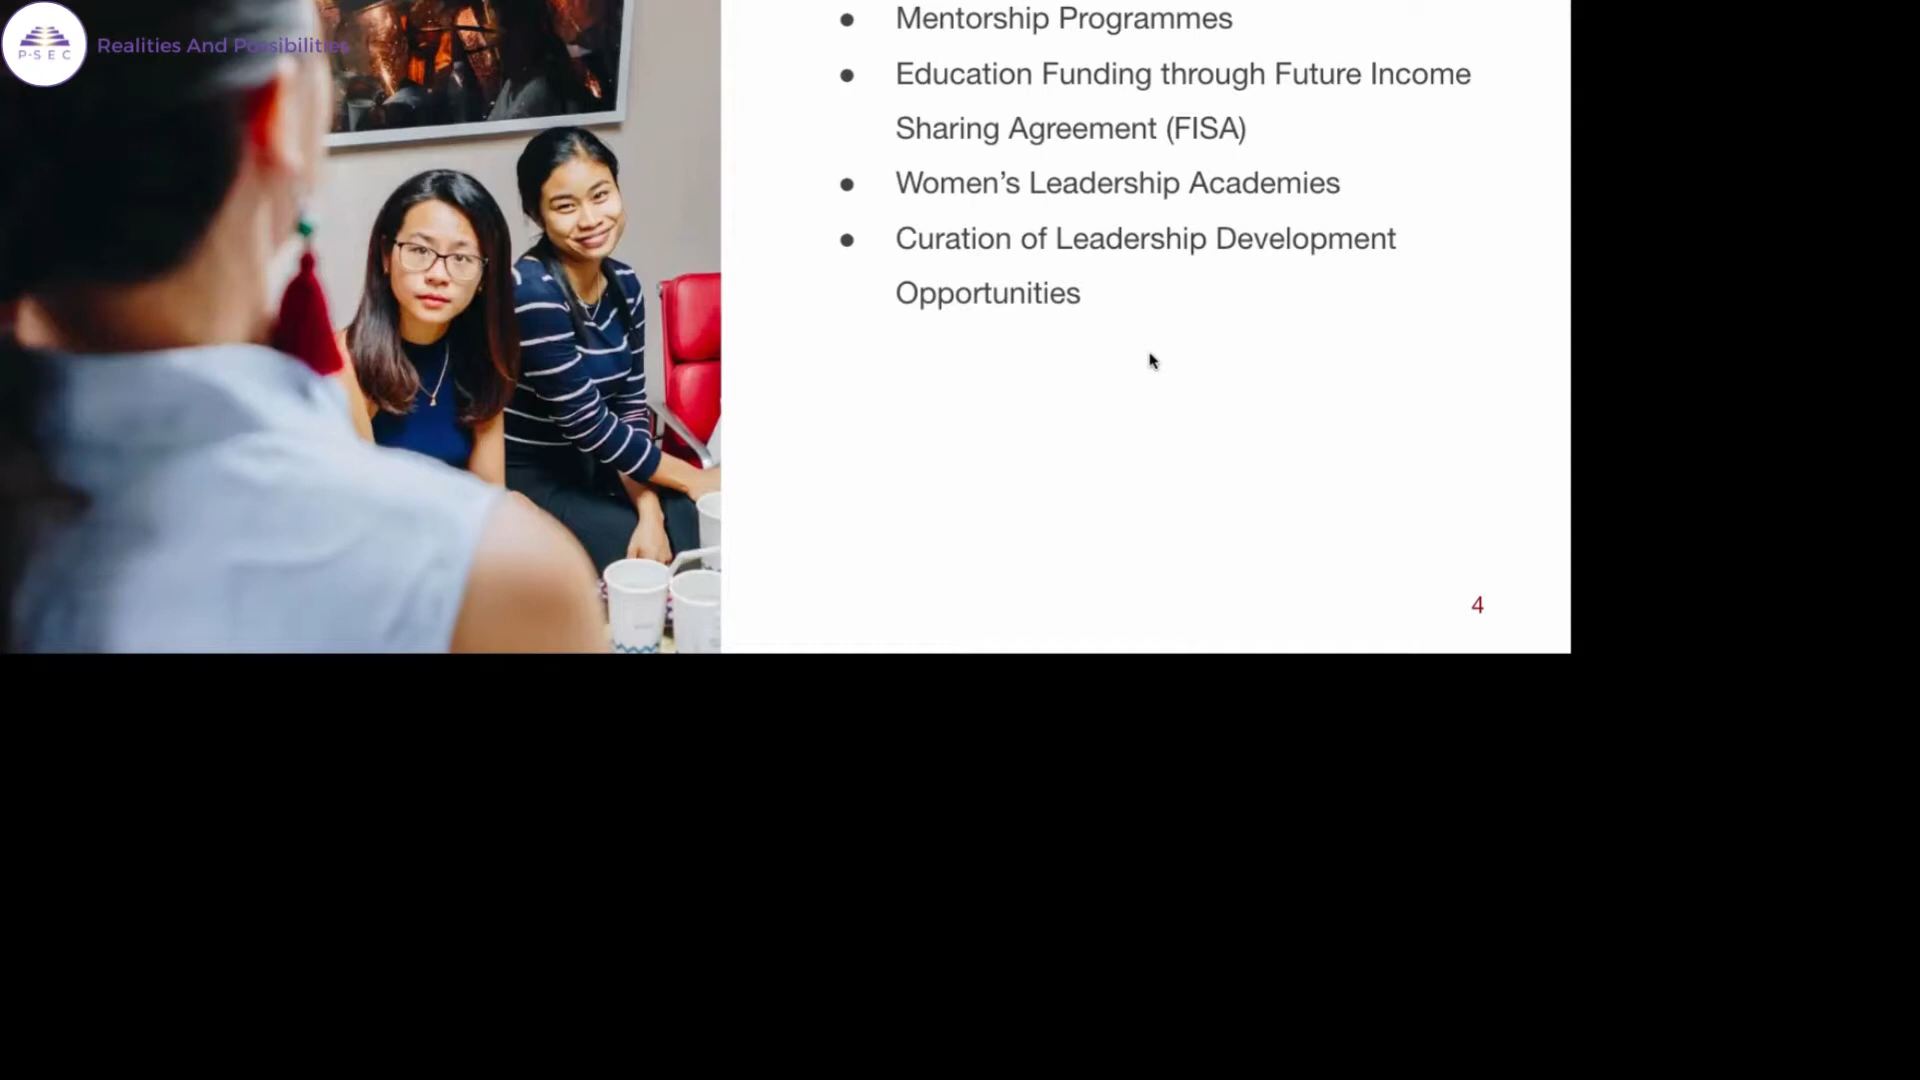 P-SEC
Realities And Possibilities
● Mentorship Programmes
● Education Funding through Future Income
Sharing Agreement (FISA)
● Women’s Leadership Academies
● Curation of Leadership Development
Opportunities
4